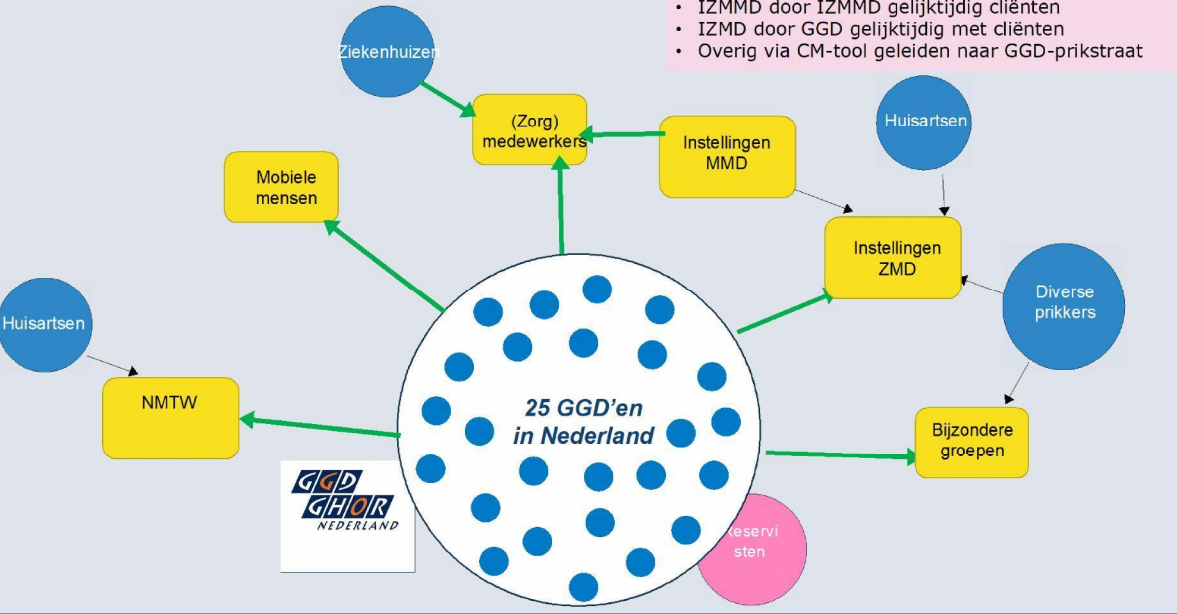 • IZMMD door IZMMD gelijktijdig cliënten
• IZMD door GGD gelijktijdig met cliënten
• Overig via CM-tool geleiden naar GGD-prikstraat
Ziekenhuizen
(Zorg)
medewerkers
Instellingen
MMD
Huisartsen
Mobiele
mensen
Instellingen
ZMD
Diverse
prikkers
Huisartsen
NMTW
25 GGD'en
in Nederland
Bijzondere
groepen
GGD
GHOR
NEDERLAND
Reservi
sten